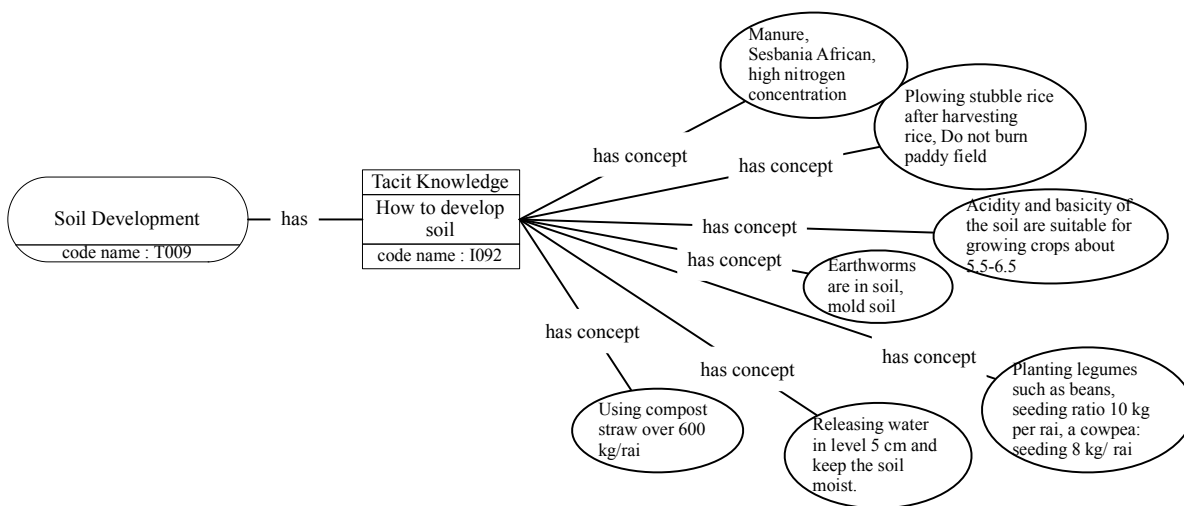 Manure,
Sesbania African,
high nitrogen
concentration
Plowing stubble rice
after harvesting
rice, Do not burn
paddy field
has concept
has concept
Tacit Knowledge
How to develop
soil
code name : I092
Soil Development
code name : T009
has
has concept
Acidity and basicity of
the soil are suitable for
growing crops about
5.5-6.5
has concept
Earthworms
are in soil,
mold soil
has concept
has concept
has concept
Planting legumes
such as beans,
seeding ratio 10 kg
per rai, a cowpea:
seeding 8 kg/ rai
Using compost
straw over 600
kg/rai
Releasing water
in level 5 cm and
keep the soil
moist.